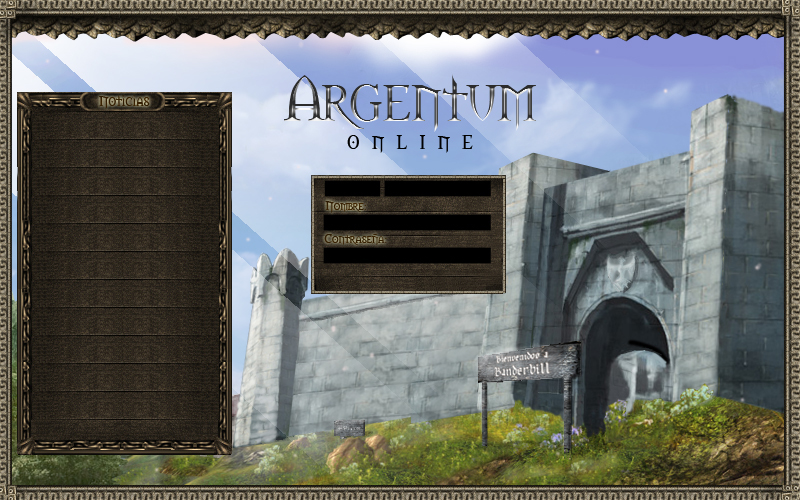 NOTICIAS
ARGENTUM
ONLINE
NOMBRE
CONTRASEÑA
Bienvenidos a
Banderbill